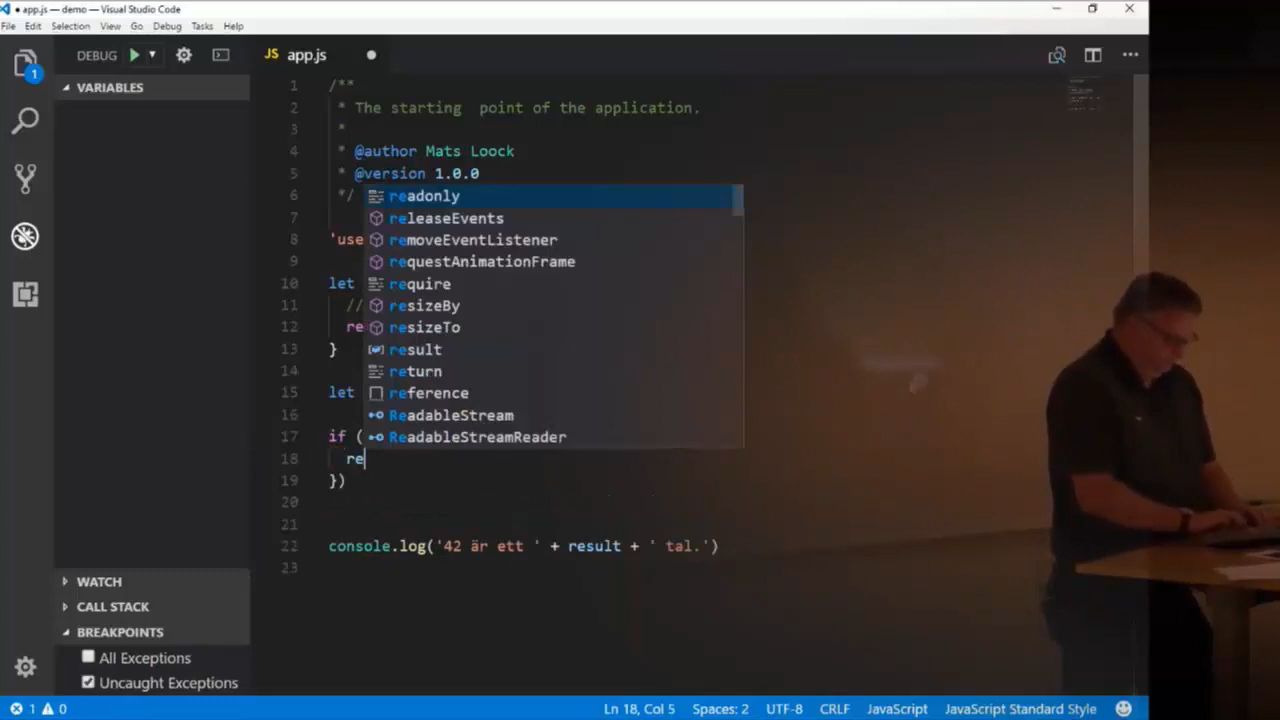 ● app.js — demo — Visual Studio Code
File Edit Selection View Go Debug Tasks Help
DEBUG
JS app.js ●
1
VARIABLES
1 /**
2 * The starting  point of the application.
3 *
4 * @author Mats Loock
5 * @version 1.0.0
6 */
7
8 'use
9
10 let
11 //
12 re
13 }
14
15 let
16
17 if (
18 re
19 })
20
21
22 console.log('42 är ett ' + result + ' tal.')
23
readonly
releaseEvents
removeEventListener
requestAnimationFrame
require
resizeBy
resizeTo
result
return
reference
ReadableStream
ReadableStreamReader
WATCH
CALL STACK
BREAKPOINTS
All Exceptions
Uncaught Exceptions
1 0 Ln 18, Col 5 Spaces: 2 UTF-8 CRLF JavaScript JavaScript Standard Style